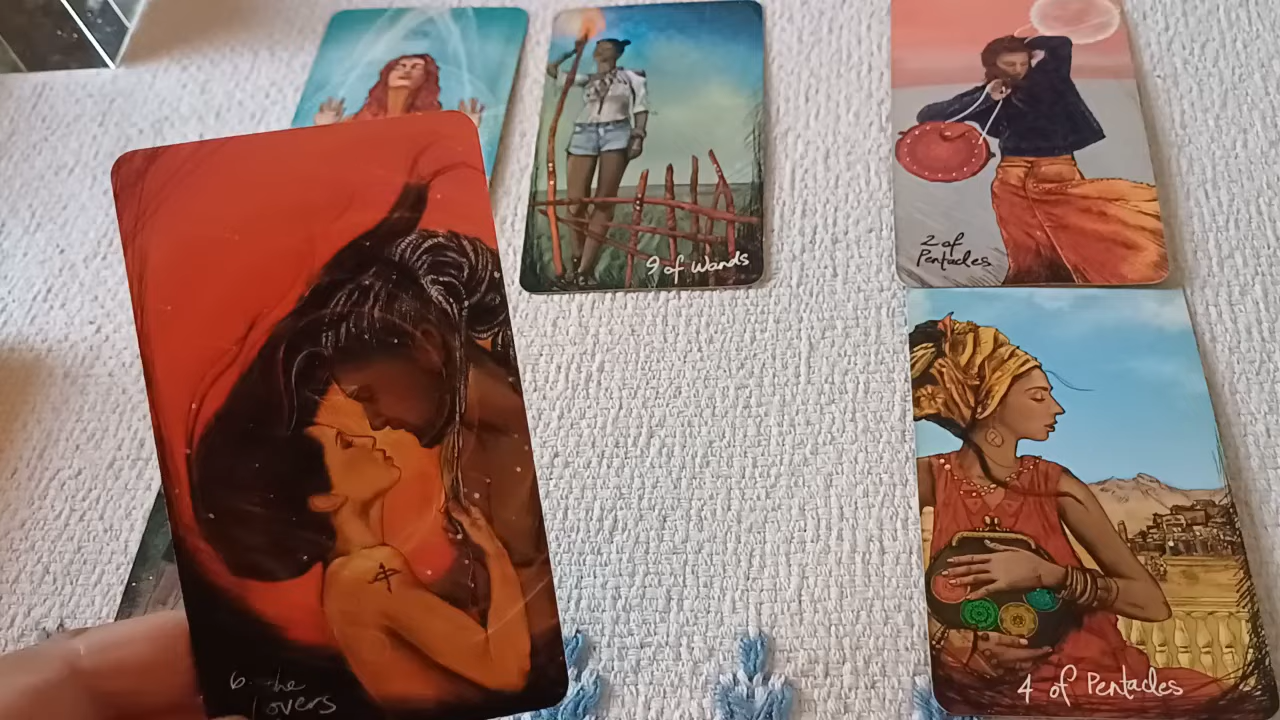 9 of Wands
2 of
Pentacles
6. The
Lovers
4 of Pentacles